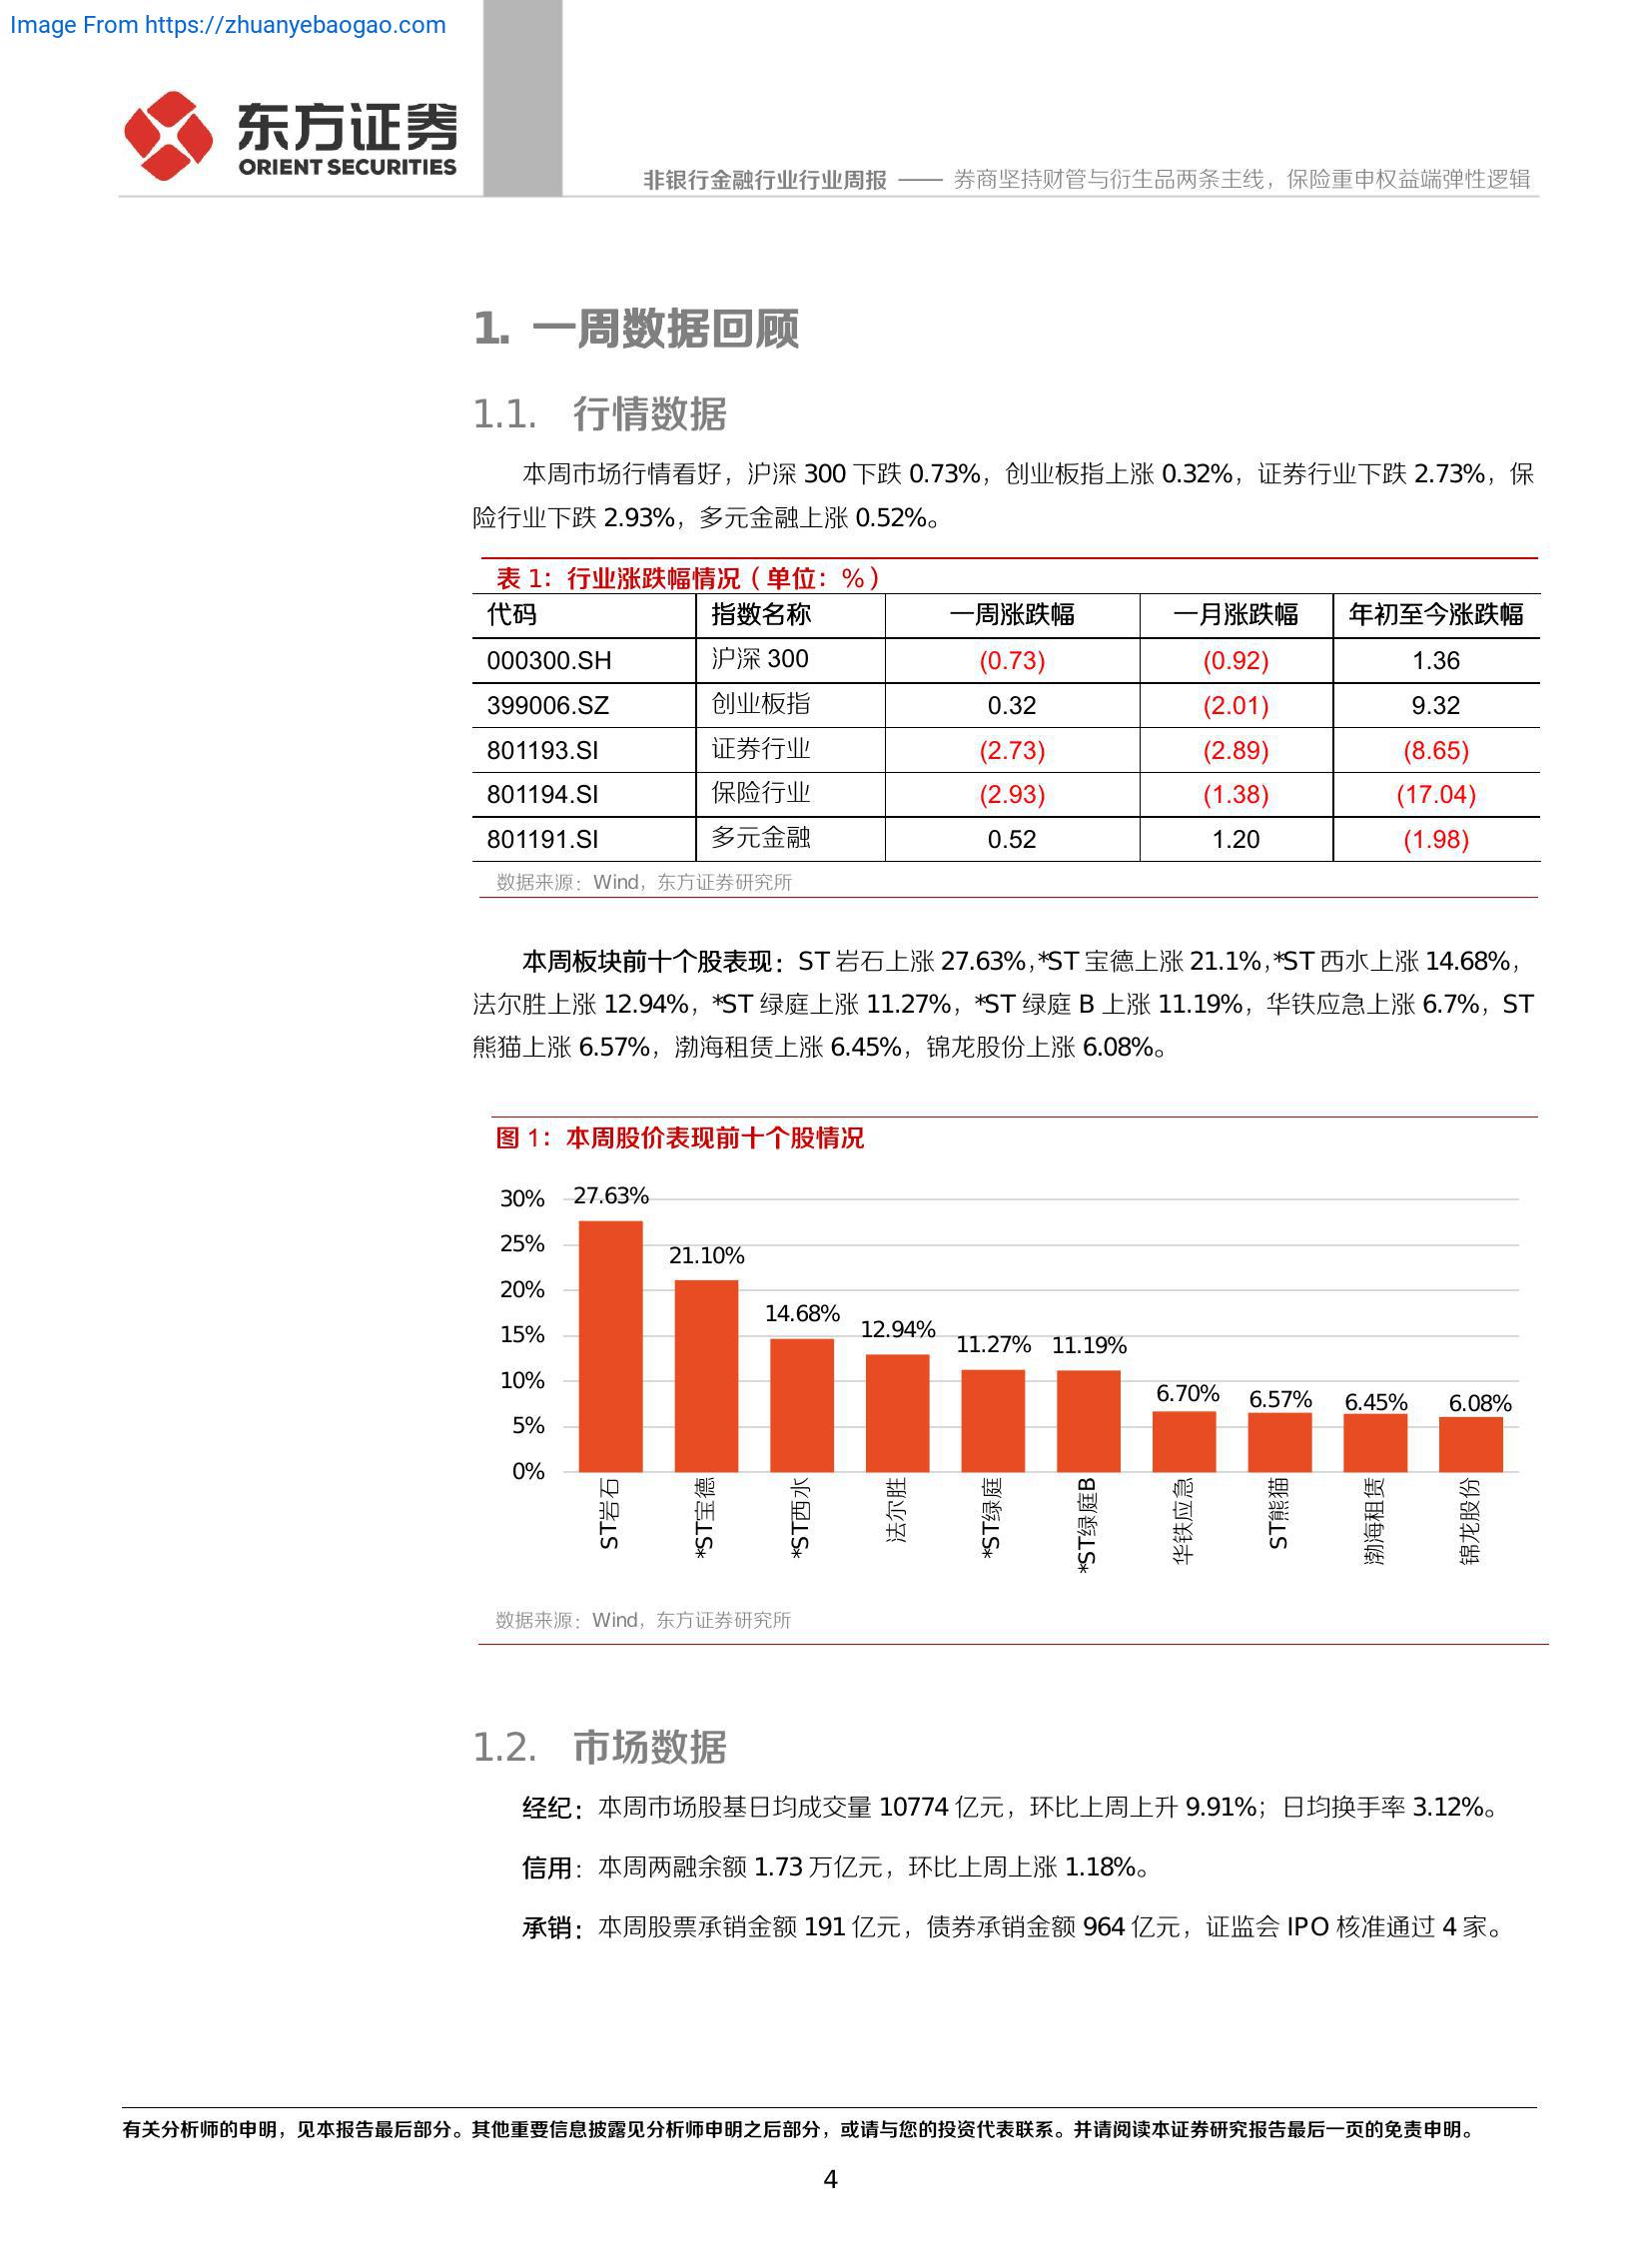 Image From https://zhuanyebaogao.com
东方证券
ORIENT SECURITIES
非银行金融行业行业周报 —— 券商坚持财管与衍生品两条主线，保险重申权益端弹性逻辑
1. 一周数据回顾
1.1. 行情数据
本周市场行情看好，沪深 300 下跌 0.73%，创业板指上涨 0.32%，证券行业下跌 2.73%，保
险行业下跌 2.93%，多元金融上涨 0.52%。
表 1：行业涨跌幅情况（单位：%）
代码 指数名称 一周涨跌幅 一月涨跌幅 年初至今涨跌幅
000300.SH 沪深 300 (0.73) (0.92) 1.36
399006.SZ 创业板指 0.32 (2.01) 9.32
801193.SI 证券行业 (2.73) (2.89) (8.65)
801194.SI 保险行业 (2.93) (1.38) (17.04)
801191.SI 多元金融 0.52 1.20 (1.98)
数据来源：Wind，东方证券研究所
本周板块前十个股表现：ST 岩石上涨 27.63%，*ST 宝德上涨 21.1%，*ST 西水上涨 14.68%，
法尔胜上涨 12.94%，*ST 绿庭上涨 11.27%，*ST 绿庭 B 上涨 11.19%，华铁应急上涨 6.7%，ST
熊猫上涨 6.57%，渤海租赁上涨 6.45%，锦龙股份上涨 6.08%。
图 1：本周股价表现前十个股情况
30%
25%
20%
15%
10%
5%
0%
27.63%
21.10%
14.68%
12.94%
11.27%
11.19%
6.70%
6.57%
6.45%
6.08%
ST岩石
*ST宝德
*ST西水
法尔胜
*ST绿庭
*ST绿庭B
华铁应急
ST熊猫
渤海租赁
锦龙股份
数据来源：Wind，东方证券研究所
1.2. 市场数据
经纪：本周市场股基日均成交量 10774 亿元，环比上周上升 9.91%；日均换手率 3.12%。
信用：本周两融余额 1.73 万亿元，环比上周上涨 1.18%。
承销：本周股票承销金额 191 亿元，债券承销金额 964 亿元，证监会 IPO 核准通过 4 家。
有关分析师的申明，见本报告最后部分。其他重要信息披露见分析师申明之后部分，或请与您的投资代表联系。并请阅读本证券研究报告最后一页的免责申明。
4